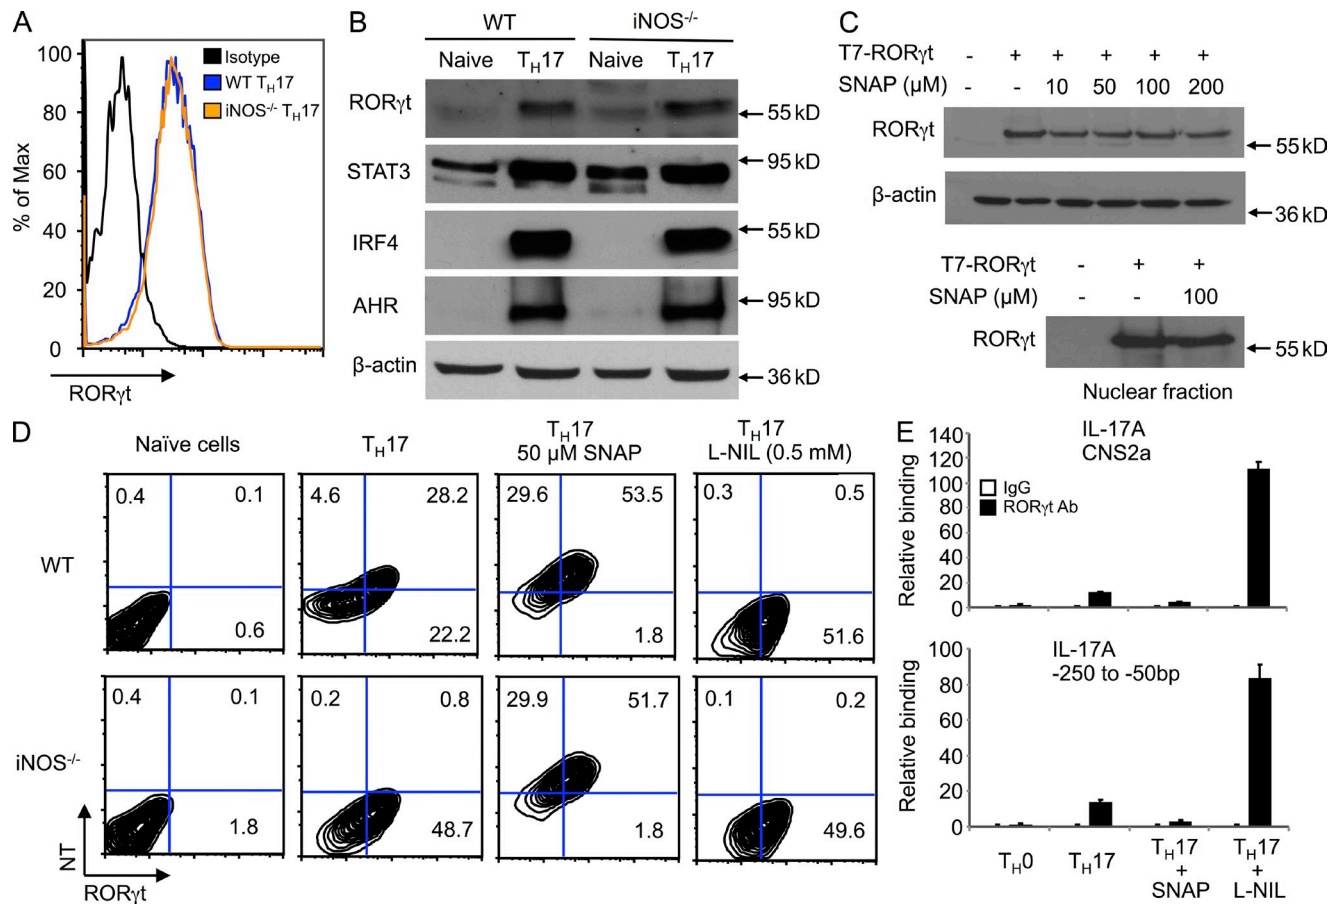 A
100
80
60
40
20
0
% of Max
Isotype
WT TH17
iNOS-/- TH17
RORγt
B
WT
iNOS-/-
Naive
TH17
Naive
TH17
RORγt
55 kD
STAT3
95 kD
IRF4
55 kD
AHR
95 kD
β-actin
36 kD
C
T7-RORγt - + + + + +
SNAP (μM) - - 10 50 100 200
RORγt
55 kD
β-actin
36 kD
T7-RORγt - + +
SNAP (μM) - - 100
RORγt
55 kD
Nuclear fraction
D
Naïve cells
TH17
TH17
50 μM SNAP
TH17
L-NIL (0.5 mM)
WT
0.4 0.1
0.6
4.6 28.2
22.2
29.6 53.5
1.8
0.3 0.5
51.6
iNOS-/-
0.4 0.1
1.8
0.2 0.8
48.7
29.9 51.7
1.8
0.1 0.2
49.6
NT
RORγt
E
IL-17A
CNS2a
IgG
RORγt Ab
Relative binding
140
120
100
80
60
40
20
0
IL-17A
-250 to -50bp
Relative binding
100
80
60
40
20
0
TH0
TH17
TH17
+
SNAP
TH17
+
L-NIL